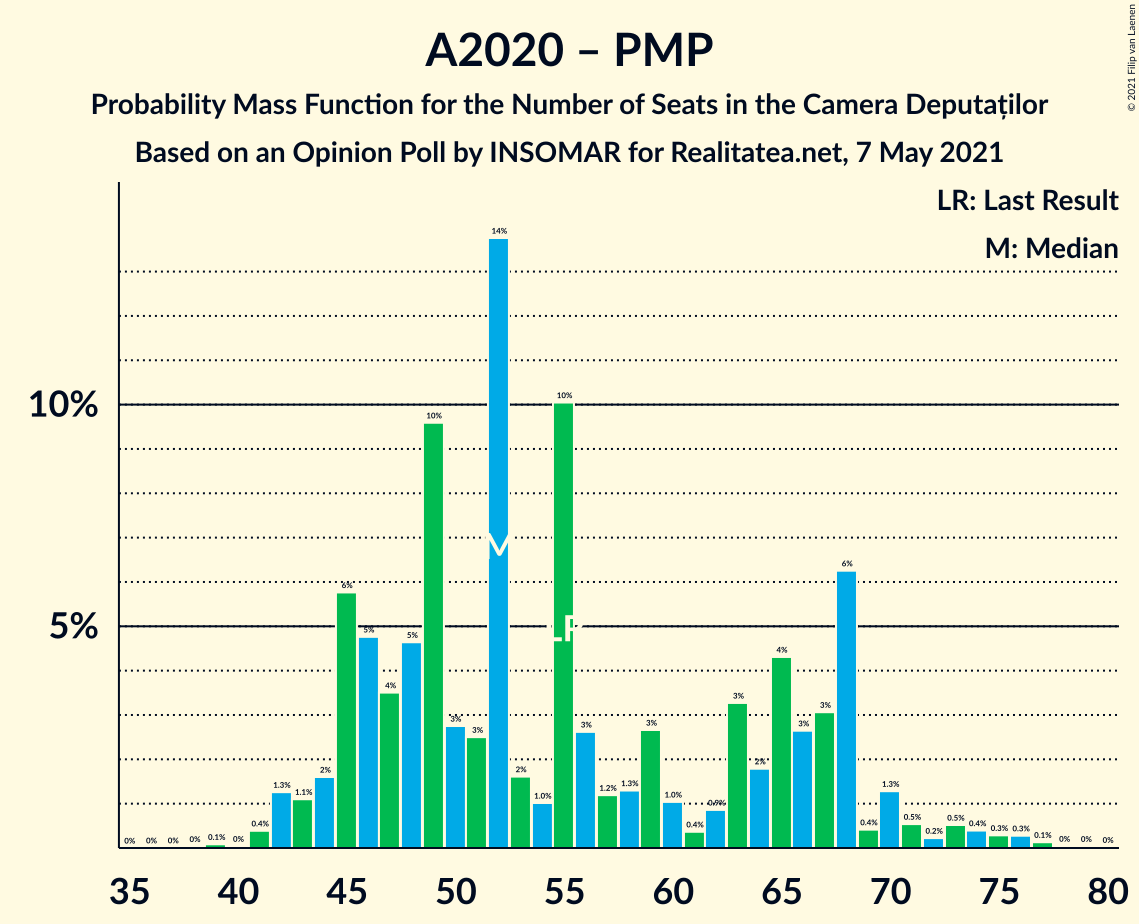 A2020 – PMP
Probability Mass Function for the Number of Seats in the Camera Deputaților
Based on an Opinion Poll by INSOMAR for Realitatea.net, 7 May 2021
© 2021 Filip van Laenen
LR: Last Result
M: Median
10%
5%
0% 0% 0% 0% 0.1% 0% 0.4% 1.3% 1.1% 2% 6% 5% 4% 5% 10% 3% 3% 14% 2% 1.0% 10% 3% 1.2% 1.3% 3% 1.0% 0.4% 0.9% 3% 2% 4% 3% 3% 6% 0.4% 1.3% 0.5% 0.2% 0.5% 0.4% 0.3% 0.3% 0.1% 0% 0% 0%
M
LR
35 40 45 50 55 60 65 70 75 80